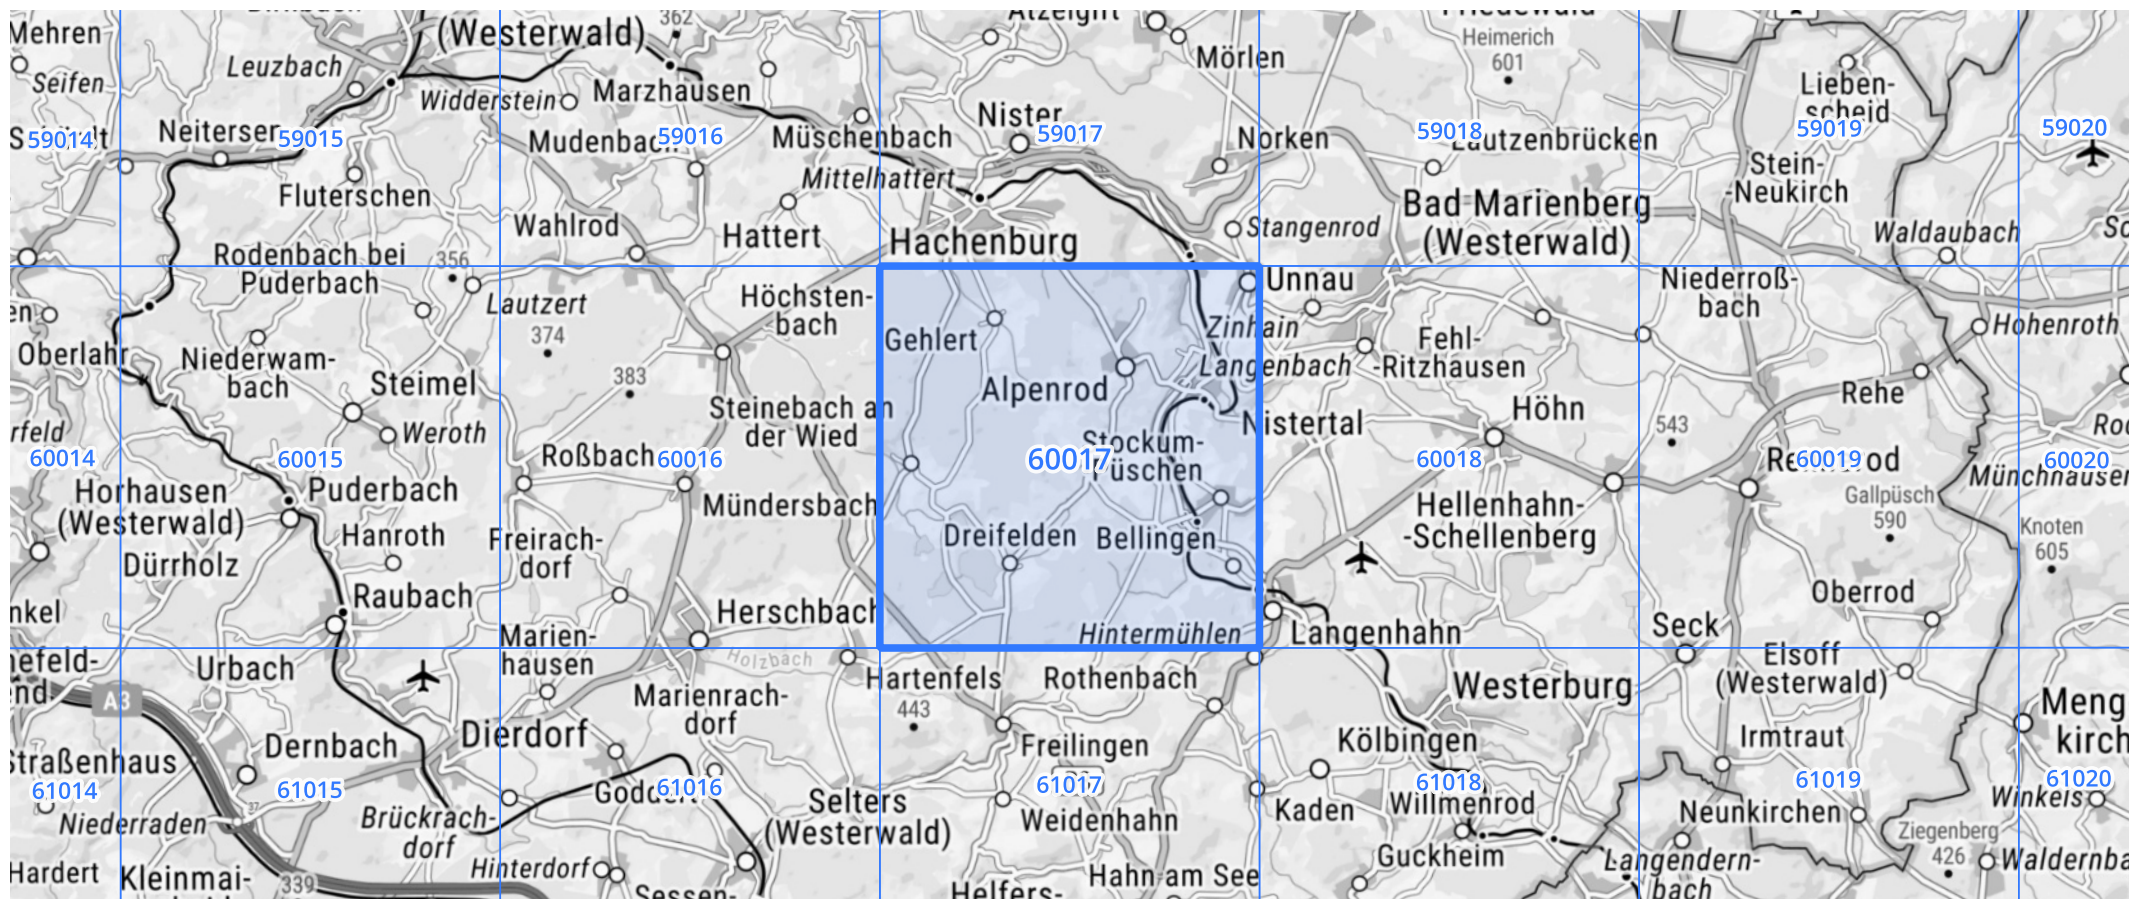 Mehren
(Westerwald)
362
Atzelgift
Friedewald
Mörlen
Heimerich
601
Leuzbach
Seifen
Widderstein
Marzhausen
Lieben-
scheid
Nister
Neitersen
59014
59015
Mudenbach
59016
Müschenbach
59017
Norken
59018
Lautzenbrücken
59019
59020
Fluterschen
Mittelhattert
Stein-
-Neukirch
Bad Marienberg
(Westerwald)
Wahlrod
Hattert
Hachenburg
Stangenrod
Waldaubach
Rodenbach bei
Puderbach
356
Lautzert
Höchsten-
bach
Unnau
Niederroß-
bach
374
Gehlert
Zinhain
Hohenroth
Oberlahr
Niederwam-
bach
Steimel
383
Alpenrod
Langenbach
Fehl-
-Ritzhausen
Rehe
Steinebach an
der Wied
Nistertal
Höhn
543
Weroth
60014
60015
Roßbach
60016
Stockum-
-Püschen
60017
60018
60019
60020
Münchhausen
Horhausen
(Westerwald)
Puderbach
Mündersbach
Hellenhahn-
-Schellenberg
Gallpüsch
590
Knoten
605
Hanroth
Freirach-
dorf
Dreifelden
Bellingen
Dürrholz
Raubach
Herschbach
Oberrod
Marien-
hausen
Hintermühlen
Langenhahn
Seck
Urbach
Holzbach
Elsoff
(Westerwald)
A3
Marienrach-
dorf
Hartenfels
443
Rothenbach
Westerburg
Dierdorf
Dernbach
Straßenhaus
Freilingen
Kölbingen
Irmtraut
61014
61015
Goddert
61016
61017
61018
61019
61020
Winkels
37
Niederraden
Brückrach-
dorf
Selters
(Westerwald)
Weidenhahn
Kaden
Willmenrod
Neunkirchen
Ziegenberg
426
Hardert
Kleinmai-
339
Hinterdorf
Sessen-
Helfers-
Hahn am See
Guckheim
Langendern-
bach